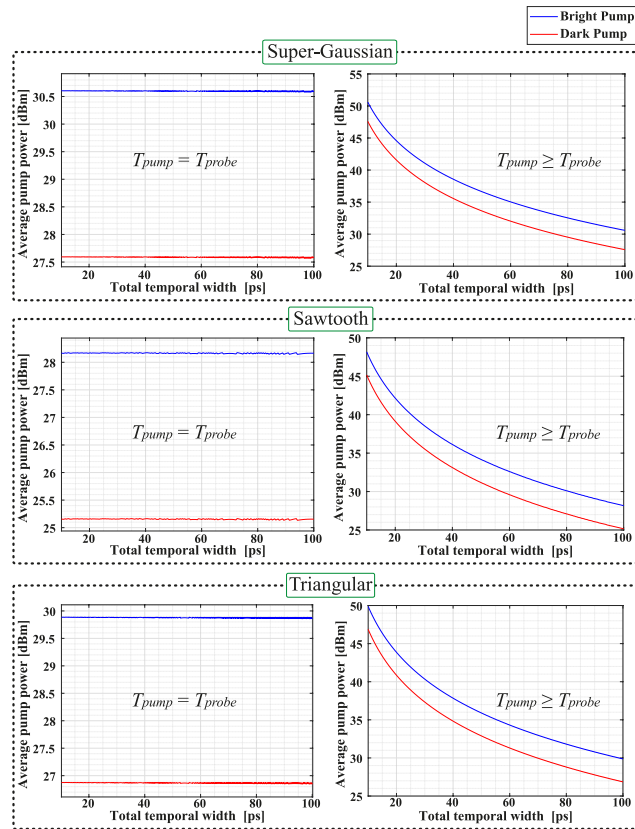 Bright Pump
Dark Pump
Super-Gaussian
Average pump power [dBm]
30.5
30
29.5
29
28.5
28
27.5
T_pump = T_probe
20 40 60 80 100
Total temporal width [ps]
Average pump power [dBm]
55
50
45
40
35
30
25
T_pump ≥ T_probe
20 40 60 80 100
Total temporal width [ps]
Sawtooth
Average pump power [dBm]
28
27.5
27
26.5
26
25.5
25
T_pump = T_probe
20 40 60 80 100
Total temporal width [ps]
Average pump power [dBm]
50
45
40
35
30
25
T_pump ≥ T_probe
20 40 60 80 100
Total temporal width [ps]
Triangular
Average pump power [dBm]
30
29.5
29
28.5
28
27.5
27
T_pump = T_probe
20 40 60 80 100
Total temporal width [ps]
Average pump power [dBm]
50
45
40
35
30
25
T_pump ≥ T_probe
20 40 60 80 100
Total temporal width [ps]